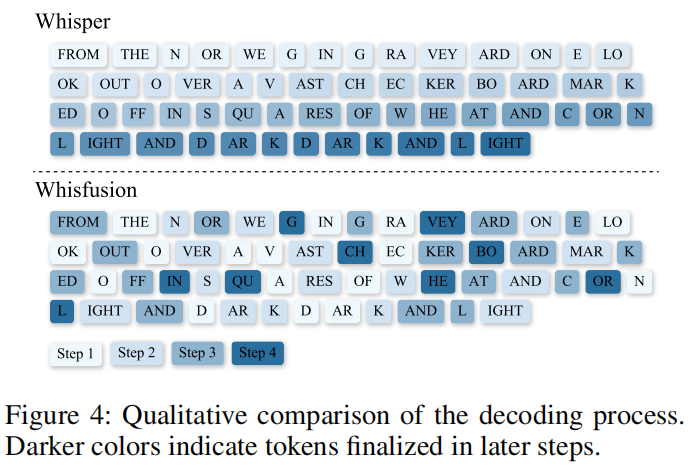 Whisper
FROM THE N OR WE G IN G RA VEY ARD ON E LO
OK OUT O VER A V AST CH EC KER BO ARD MAR K
ED O FF IN S QU A RES OF W HE AT AND C OR N
L IGHT AND D AR K D AR K AND L IGHT
Whisfusion
FROM THE N OR WE G IN G RA VEY ARD ON E LO
OK OUT O VER A V AST CH EC KER BO ARD MAR K
ED O FF IN S QU A RES OF W HE AT AND C OR N
L IGHT AND D AR K D AR K AND L IGHT
Step 1 Step 2 Step 3 Step 4
Figure 4: Qualitative comparison of the decoding process.
Darker colors indicate tokens finalized in later steps.